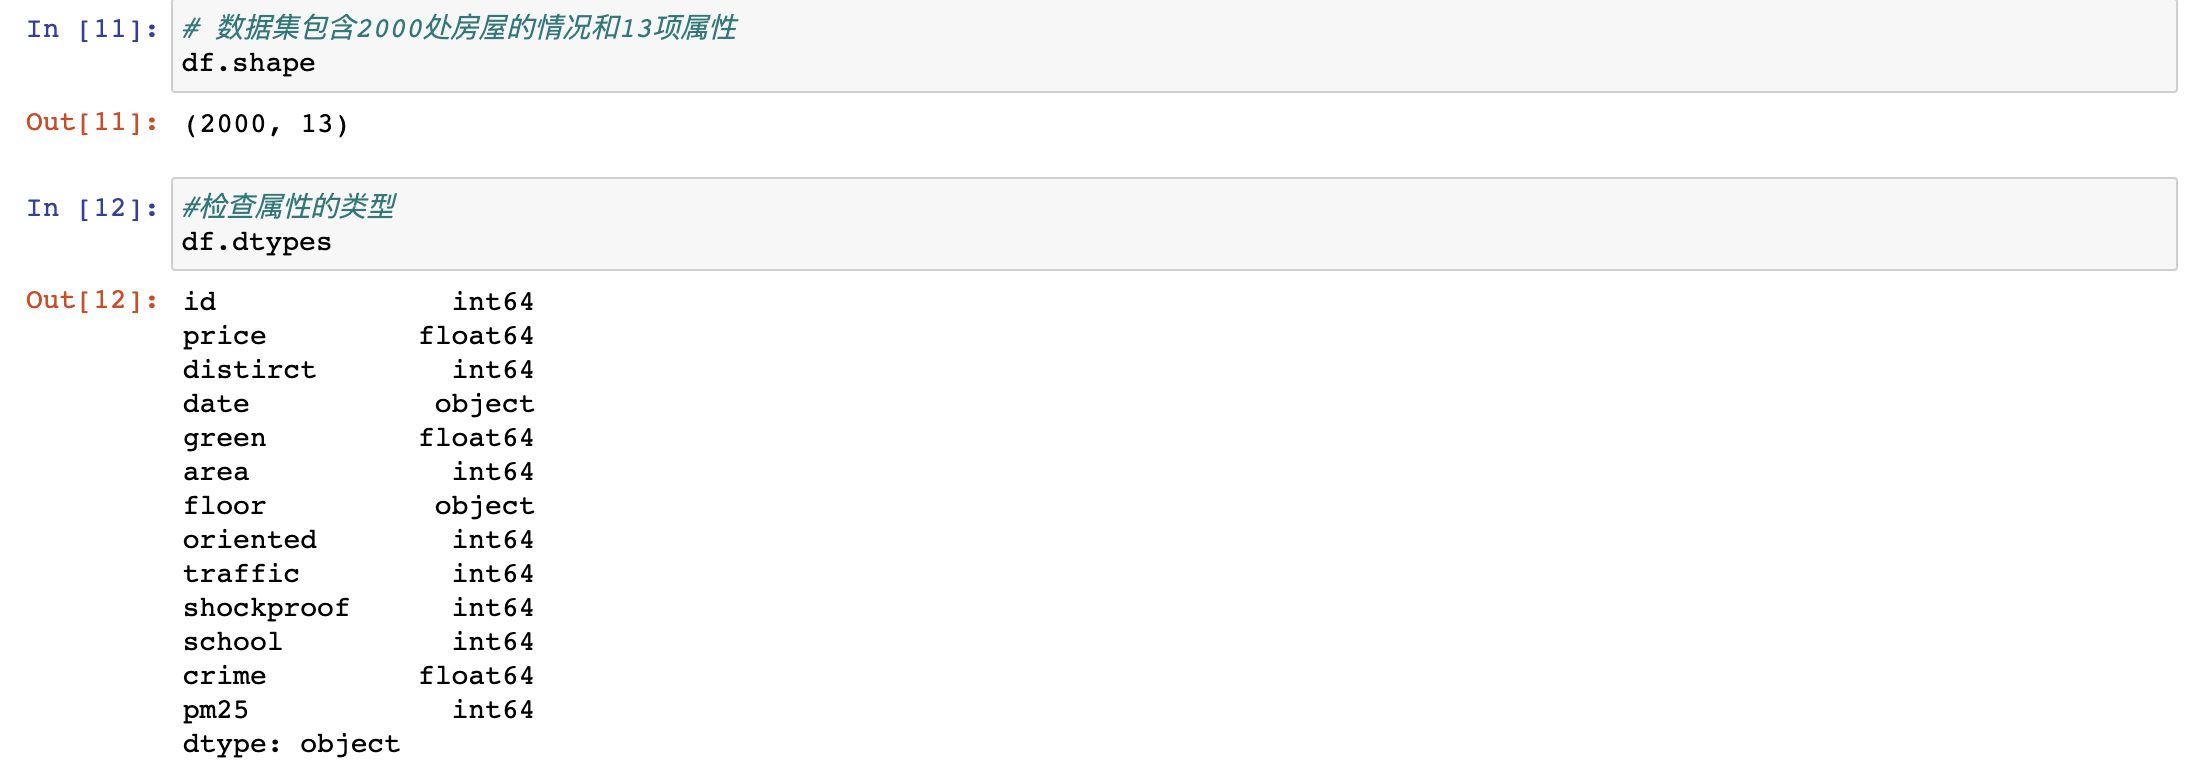 In [11]: # 数据集包含2000处房屋的情况和13项属性
df.shape
Out[11]: (2000, 13)
In [12]: #检查属性的类型
df.dtypes
Out[12]: id int64
price float64
distirct int64
date object
green float64
area int64
floor object
oriented int64
traffic int64
shockproof int64
school int64
crime float64
pm25 int64
dtype: object